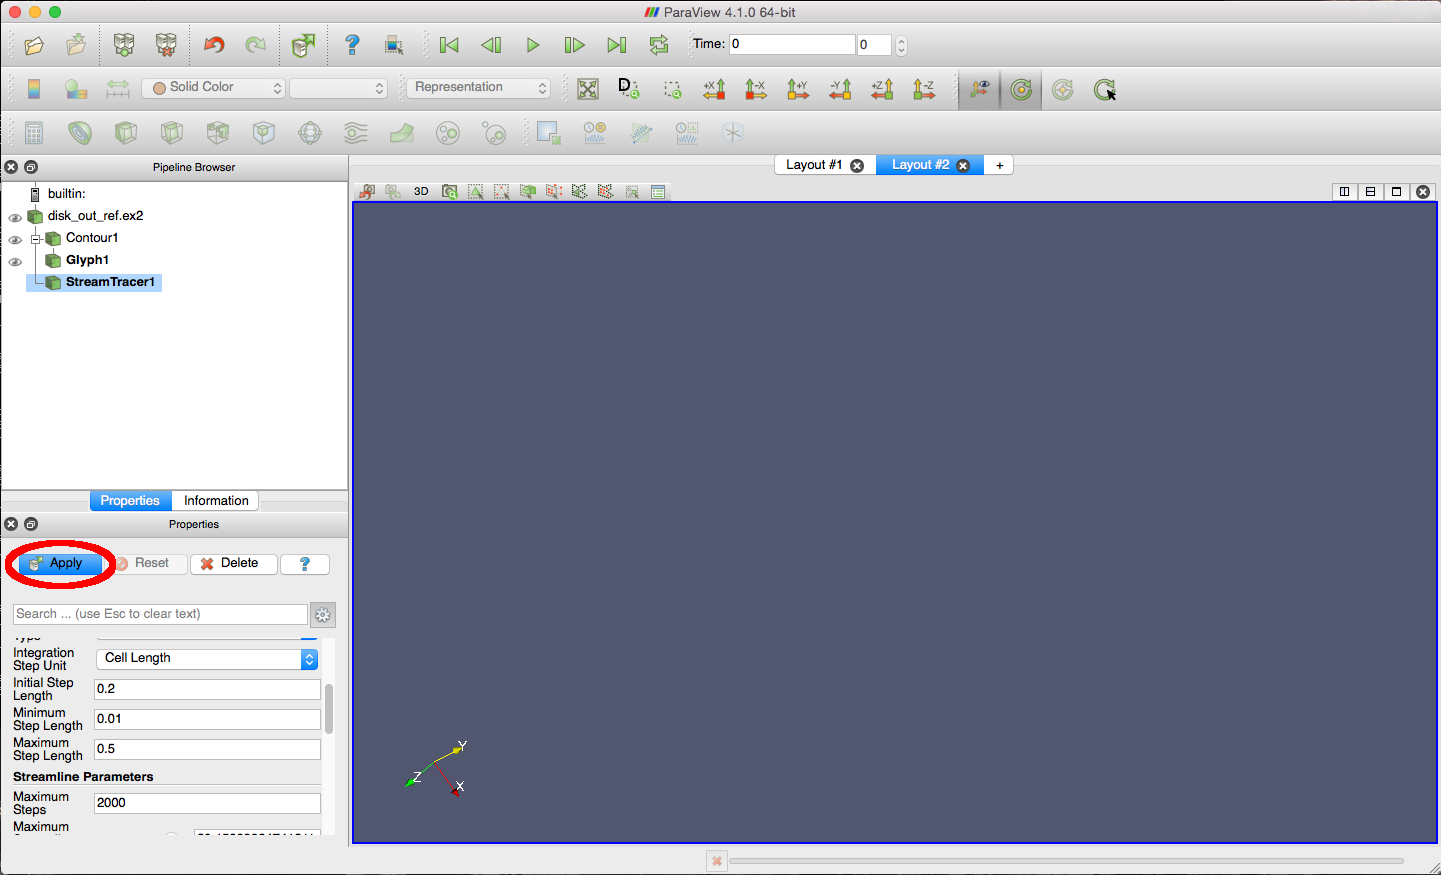 ParaView 4.1.0 64-bit
Time: 0 0
Solid Color Representation D +X -X +Y -Y +Z -Z
Pipeline Browser
Layout #1 Layout #2 +
builtin:
disk_out_ref.ex2
Contour1
Glyph1
StreamTracer1
3D
Properties Information
Properties
Apply Reset Delete ?
Search ... (use Esc to clear text)
Type
Integration
Step Unit
Cell Length
Initial Step
Length
0.2
Minimum
Step Length
0.01
Maximum
Step Length
0.5
Streamline Parameters
Maximum
Steps
2000
Maximum
Y
Z
X